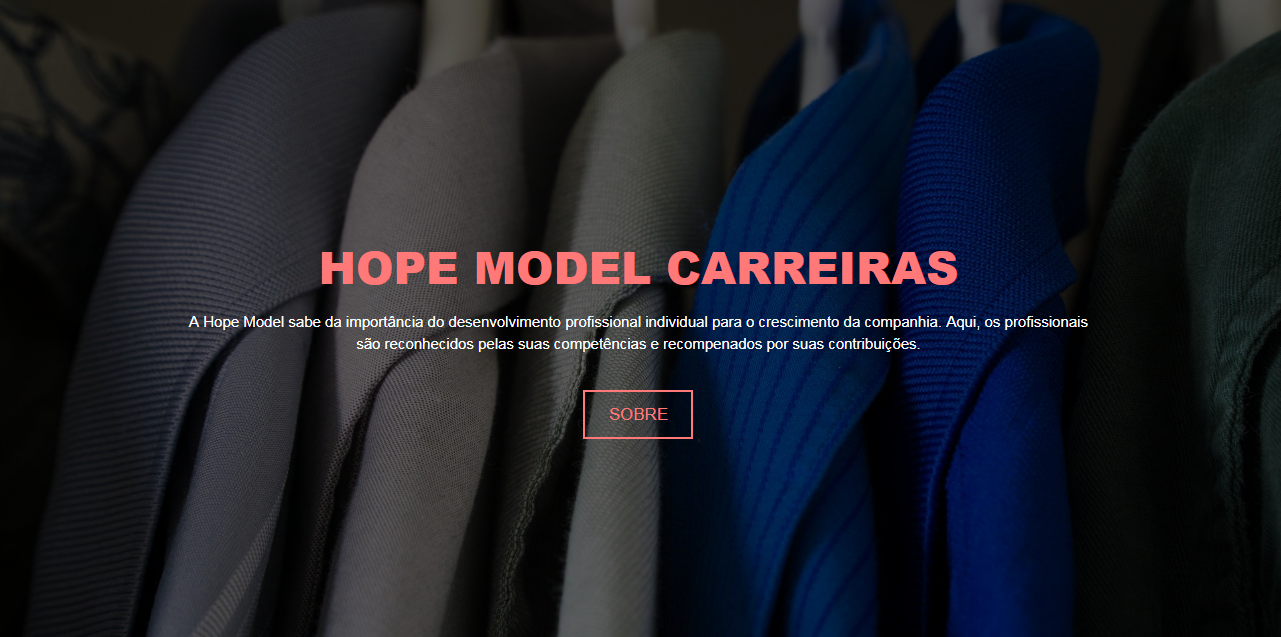 HOPE MODEL CARREIRAS
A Hope Model sabe da importância do desenvolvimento profissional individual para o crescimento da companhia. Aqui, os profissionais
são reconhecidos pelas suas competências e recompenados por suas contribuições.
SOBRE